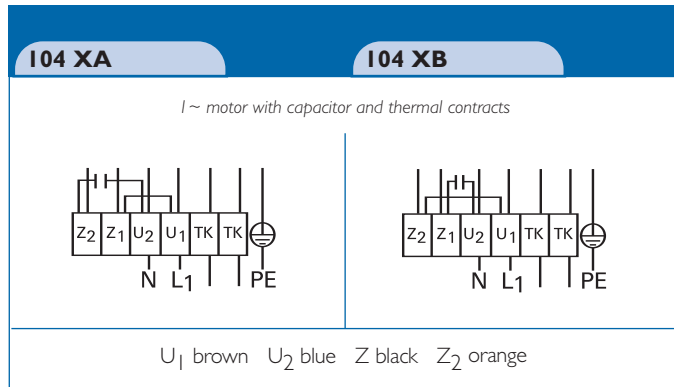 104 XA
104 XB
1~ motor with capacitor and thermal contracts
Z2 Z1 U2 U1 TK TK
N L1 PE
Z2 Z1 U2 U1 TK TK
N L1 PE
U1 brown U2 blue Z black Z2 orange